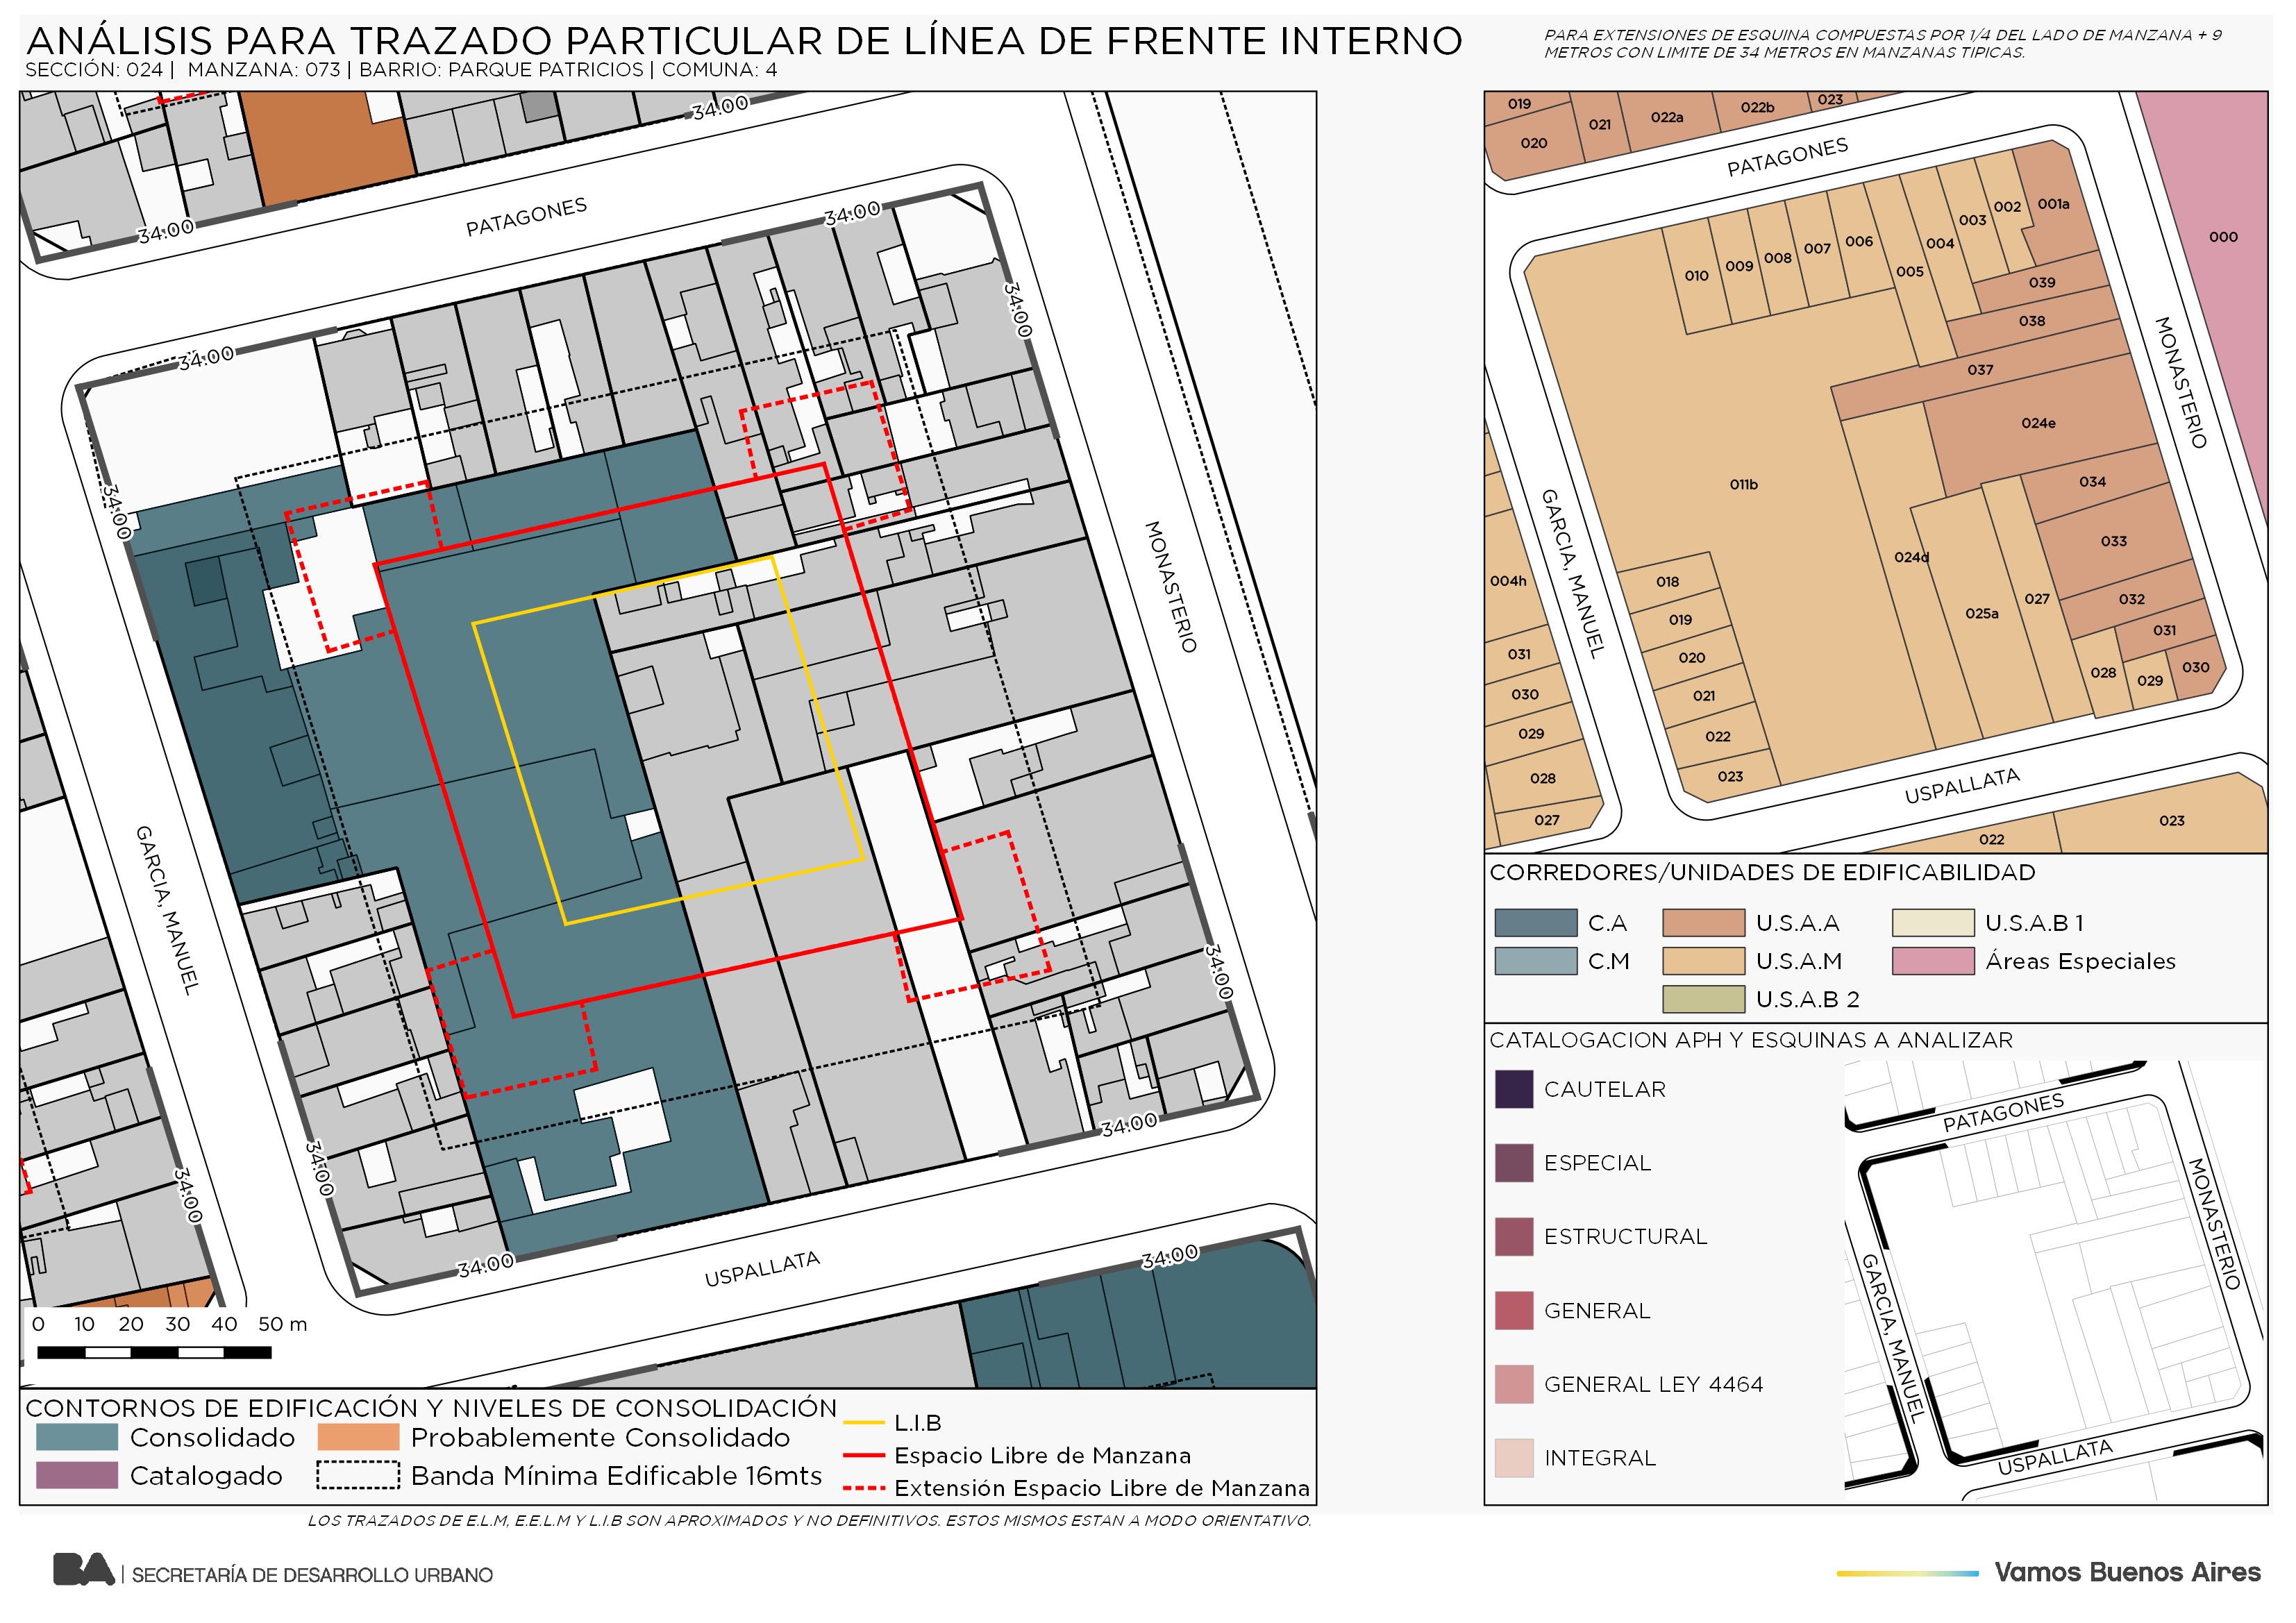 ANÁLISIS PARA TRAZADO PARTICULAR DE LÍNEA DE FRENTE INTERNO
SECCIÓN: 024 | MANZANA: 073 | BARRIO: PARQUE PATRICIOS | COMUNA: 4
PARA EXTENSIONES DE ESQUINA COMPUESTAS POR 1/4 DEL LADO DE MANZANA + 9
METROS CON LIMITE DE 34 METROS EN MANZANAS TIPICAS.
34.00
34.00
PATAGONES
34.00
34.00
34.00
34.00
MONASTERIO
GARCIA, MANUEL
34.00
34.00
34.00
34.00
34.00
34.00
USPALLATA
0 10 20 30 40 50 m
CONTORNOS DE EDIFICACIÓN Y NIVELES DE CONSOLIDACIÓN
Consolidado
Probablemente Consolidado
Catalogado
Banda Mínima Edificable 16mts
L.I.B
Espacio Libre de Manzana
Extensión Espacio Libre de Manzana
019
020
021
022a
022b
023
PATAGONES
000
001a
002
003
004
005
006
007
008
009
010
039
038
037
024e
MONASTERIO
011b
034
033
GARCIA, MANUEL
024d
025a
027
032
031
030
028
029
018
019
020
021
022
023
004h
031
030
029
028
027
USPALLATA
022
023
CORREDORES/UNIDADES DE EDIFICABILIDAD
C.A
U.S.A.A
U.S.A.B 1
C.M
U.S.A.M
Áreas Especiales
U.S.A.B 2
CATALOGACION APH Y ESQUINAS A ANALIZAR
CAUTELAR
ESPECIAL
ESTRUCTURAL
GENERAL
GENERAL LEY 4464
INTEGRAL
PATAGONES
MONASTERIO
GARCIA, MANUEL
USPALLATA
LOS TRAZADOS DE E.L.M, E.E.L.M Y L.I.B SON APROXIMADOS Y NO DEFINITIVOS. ESTOS MISMOS ESTAN A MODO ORIENTATIVO.
BA | SECRETARÍA DE DESARROLLO URBANO
Vamos Buenos Aires